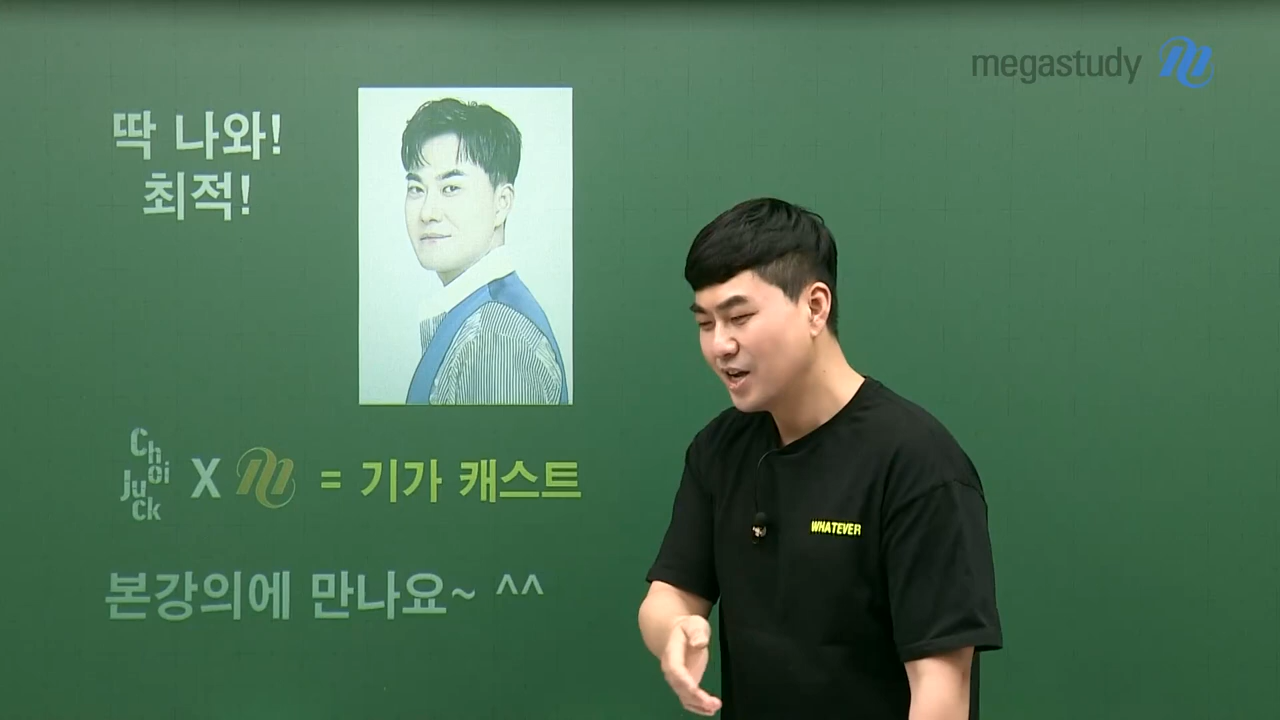 megastudy
딱 나와!
최적!
Choi
Juck
X
= 기가 캐스트
WHATEVER
본강의에 만나요~ ^^